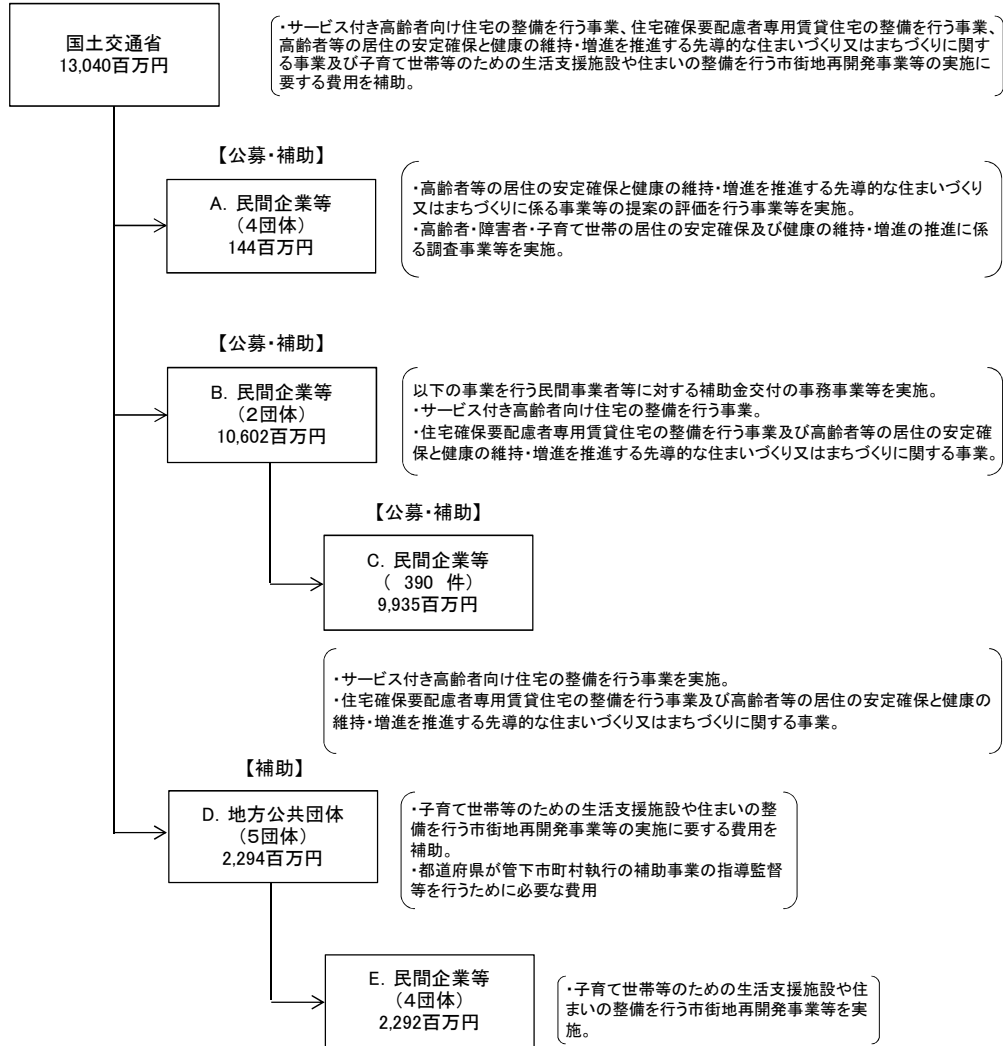 国土交通省
13,040百万円
・サービス付き高齢者向け住宅の整備を行う事業、住宅確保要配慮者専用賃貸住宅の整備を行う事業、
高齢者等の居住の安定確保と健康の維持・増進を推進する先導的な住まいづくり又はまちづくりに関す
る事業及び子育て世帯等のための生活支援施設や住まいの整備を行う市街地再開発事業等の実施に
要する費用を補助。
【公募・補助】
A. 民間企業等
(4団体)
144百万円
・高齢者等の居住の安定確保と健康の維持・増進を推進する先導的な住まいづくり
又はまちづくりに係る事業等の提案の評価を行う事業等を実施。
・高齢者・障害者・子育て世帯の居住の安定確保及び健康の維持・増進の推進に係
る調査事業等を実施。
【公募・補助】
B. 民間企業等
(2団体)
10,602百万円
以下の事業を行う民間事業者等に対する補助金交付の事務事業等を実施。
・サービス付き高齢者向け住宅の整備を行う事業。
・住宅確保要配慮者専用賃貸住宅の整備を行う事業及び高齢者等の居住の安定確
保と健康の維持・増進を推進する先導的な住まいづくり又はまちづくりに関する事業。
【公募・補助】
C. 民間企業等
( 390 件)
9,935百万円
・サービス付き高齢者向け住宅の整備を行う事業を実施。
・住宅確保要配慮者専用賃貸住宅の整備を行う事業及び高齢者等の居住の安定確保と健康の
維持・増進を推進する先導的な住まいづくり又はまちづくりに関する事業。
【補助】
D. 地方公共団体
(5団体)
2,294百万円
・子育て世帯等のための生活支援施設や住まいの整
備を行う市街地再開発事業等の実施に要する費用を
補助。
・都道府県が管下市町村執行の補助事業の指導監督
等を行うために必要な費用
E. 民間企業等
(4団体)
2,292百万円
・子育て世帯等のための生活支援施設や住
まいの整備を行う市街地再開発事業等を実
施。